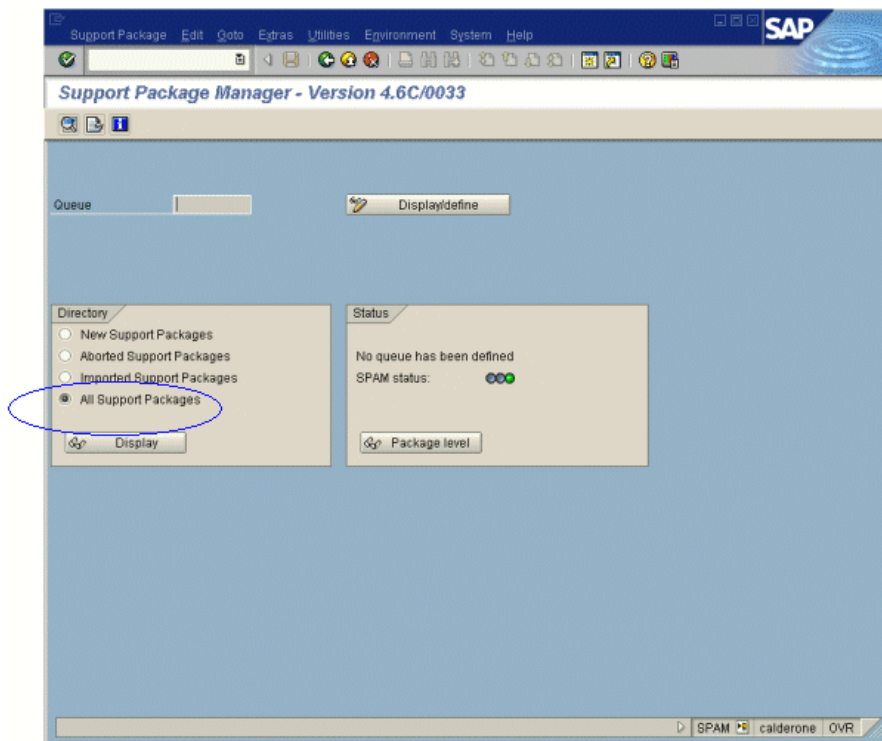 Support Package Edit Goto Extras Utilities Environment System Help
SAP
Support Package Manager - Version 4.6C/0033
Queue
Display/define
Directory
New Support Packages
Aborted Support Packages
Imported Support Packages
All Support Packages
Display
Status
No queue has been defined
SPAM status:
Package level
SPAM calderone OVR